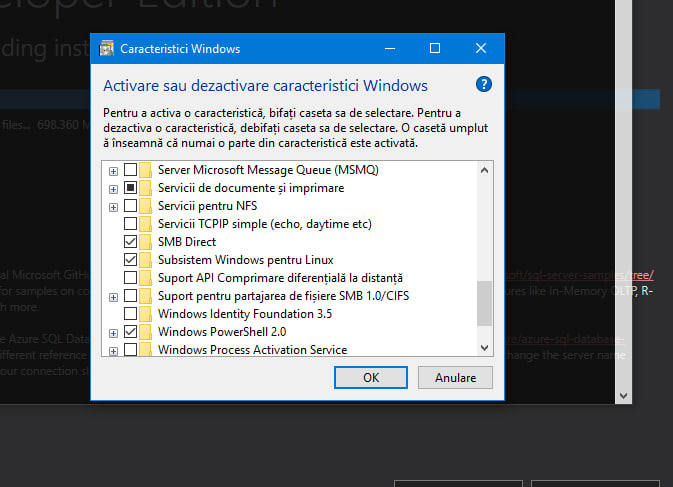 eloper Edition
ding inst
files... 698.360 M
Caracteristici Windows
Activare sau dezactivare caracteristici Windows
?
Pentru a activa o caracteristică, bifați caseta sa de selectare. Pentru a
dezactiva o caracteristică, debifați caseta sa de selectare. O casetă umplut
ă înseamnă că numai o parte din caracteristică este activată.
Server Microsoft Message Queue (MSMQ)
Servicii de documente și imprimare
Servicii pentru NFS
Servicii TCPIP simple (echo, daytime etc)
SMB Direct
Subsistem Windows pentru Linux
Suport API Comprimare diferențială la distanță
Suport pentru partajarea de fișiere SMB 1.0/CIFS
Windows Identity Foundation 3.5
Windows PowerShell 2.0
Windows Process Activation Service
OK Anulare
al Microsoft GitH soft/sql-server-samples/tree/
for samples on co ures like In-Memory OLTP, R-
h more.
e Azure SQL Data re/azure-sql-database-
ifferent reference change the server name
our connection s